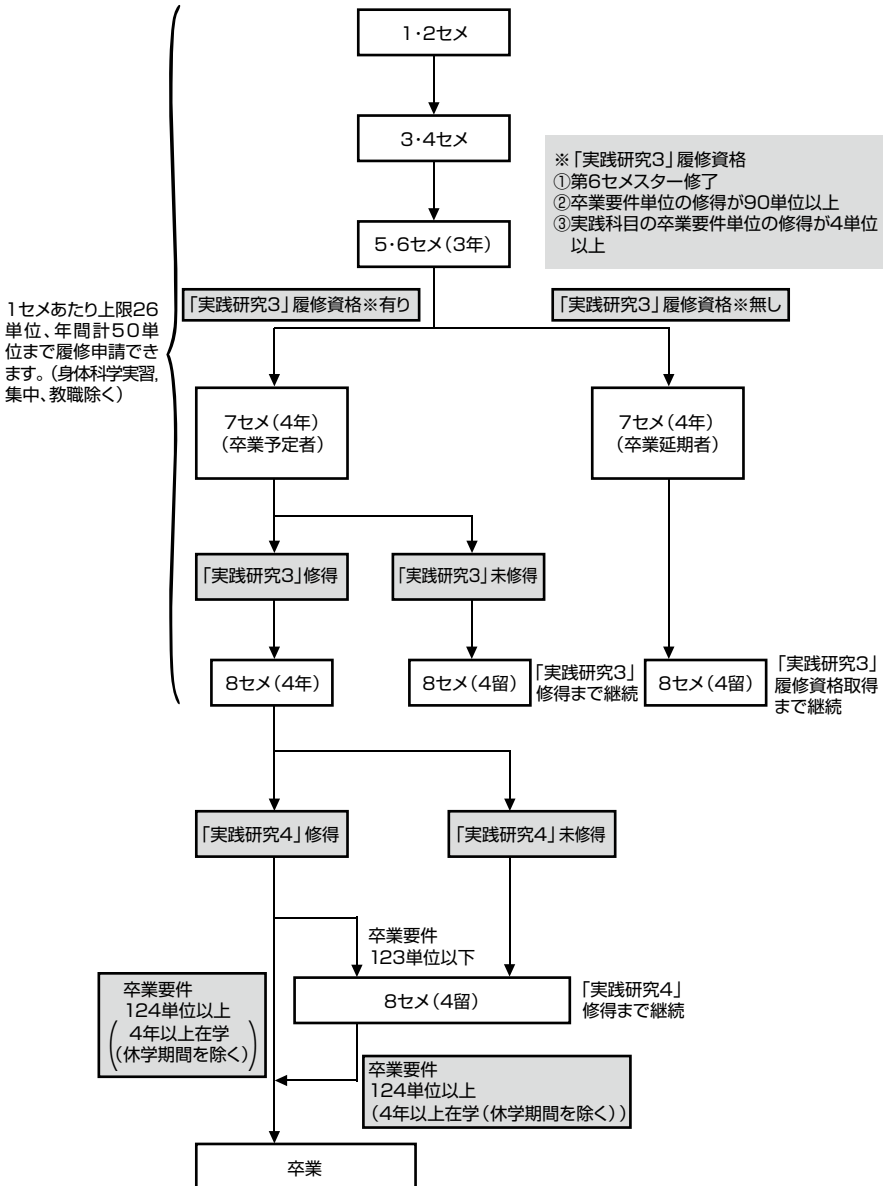 1・2セメ
3・4セメ
※「実践研究3」履修資格
①第6セメスター修了
②卒業要件単位の修得が90単位以上
③実践科目の卒業要件単位の修得が4単位
以上
5・6セメ(3年)
1セメあたり上限26
単位、年間計50単
位まで履修申請でき
ます。(身体科学実習,
集中、教職除く)
「実践研究3」履修資格※有り
「実践研究3」履修資格※無し
7セメ(4年)
(卒業予定者)
7セメ(4年)
(卒業延期者)
「実践研究3」修得
「実践研究3」未修得
8セメ(4年)
8セメ(4留)
「実践研究3」
修得まで継続
8セメ(4留)
「実践研究3」
履修資格取得
まで継続
「実践研究4」修得
「実践研究4」未修得
卒業要件
123単位以下
8セメ(4留)
「実践研究4」
修得まで継続
卒業要件
124単位以上
(4年以上在学
(休学期間を除く))
卒業要件
124単位以上
(4年以上在学(休学期間を除く))
卒業